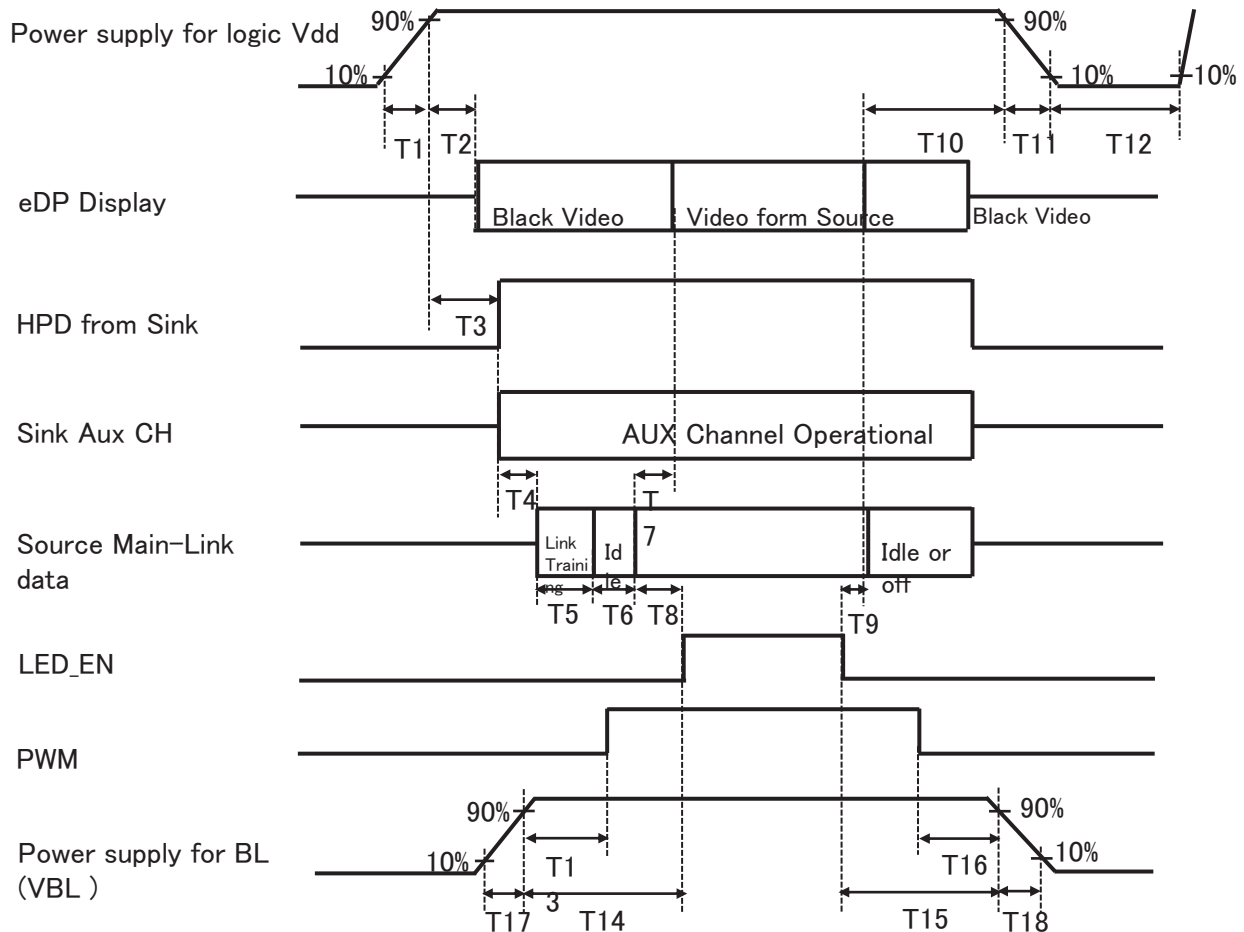 Power supply for logic Vdd
90%
10%
90%
10%
10%
T1
T2
T10
T11
T12
eDP Display
Black Video
Video form Source
Black Video
HPD from Sink
T3
Sink Aux CH
AUX Channel Operational
T4
T
7
Source Main-Link
data
Link
Traini
ng
Id
le
Idle or
off
T5
T6
T8
T9
LED_EN
PWM
Power supply for BL
(VBL )
90%
10%
90%
10%
T1
3
T16
T17
T14
T15
T18